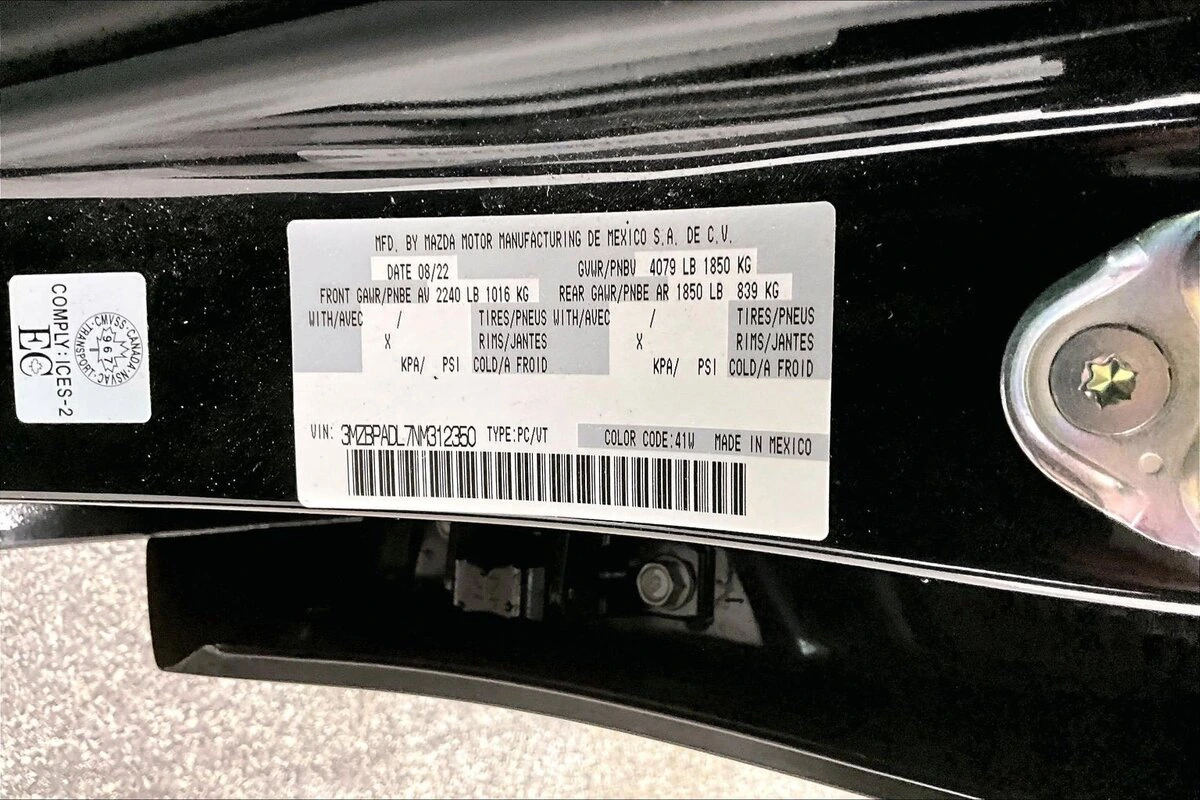 MFD. BY MAZDA MOTOR MANUFACTURING DE MEXICO S.A. DE C.V.
DATE 08/22 GVWR/PNBV 4079 LB 1850 KG
FRONT GAWR/PNBE AV 2240 LB 1016 KG REAR GAWR/PNBE AR 1850 LB 839 KG
WITH/AVEC / TIRES/PNEUS WITH/AVEC / TIRES/PNEUS
X RIMS/JANTES X RIMS/JANTES
KPA/ PSI COLD/A FROID KPA/ PSI COLD/A FROID
VIN: 3MZBPADL7NM312350 TYPE:PC/VT COLOR CODE:41W MADE IN MEXICO
COMPLY:ICES-2
EC
CMVSS·CANADA·NSVAC
TRANSPORT
967